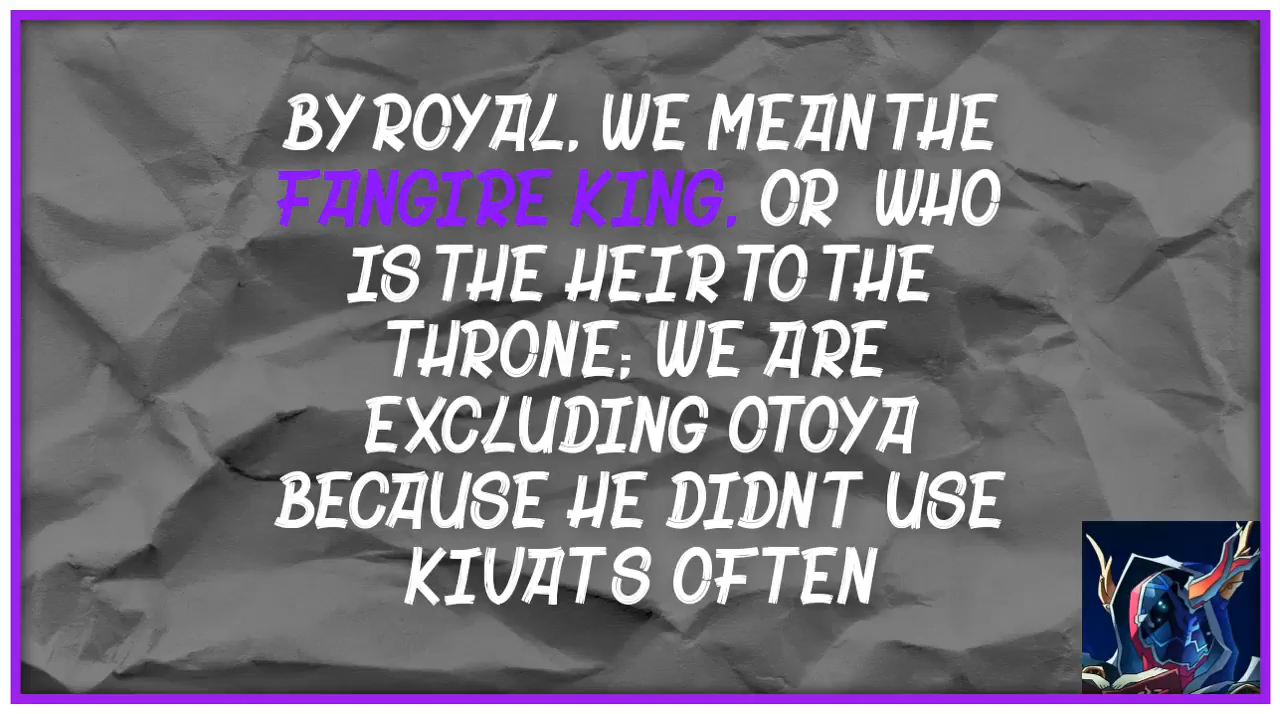 BY ROYAL, WE MEAN THE
FANGIRE KING, OR WHO
IS THE HEIR TO THE
THRONE; WE ARE
EXCLUDING OTOYA
BECAUSE HE DIDNT USE
KIVATS OFTEN